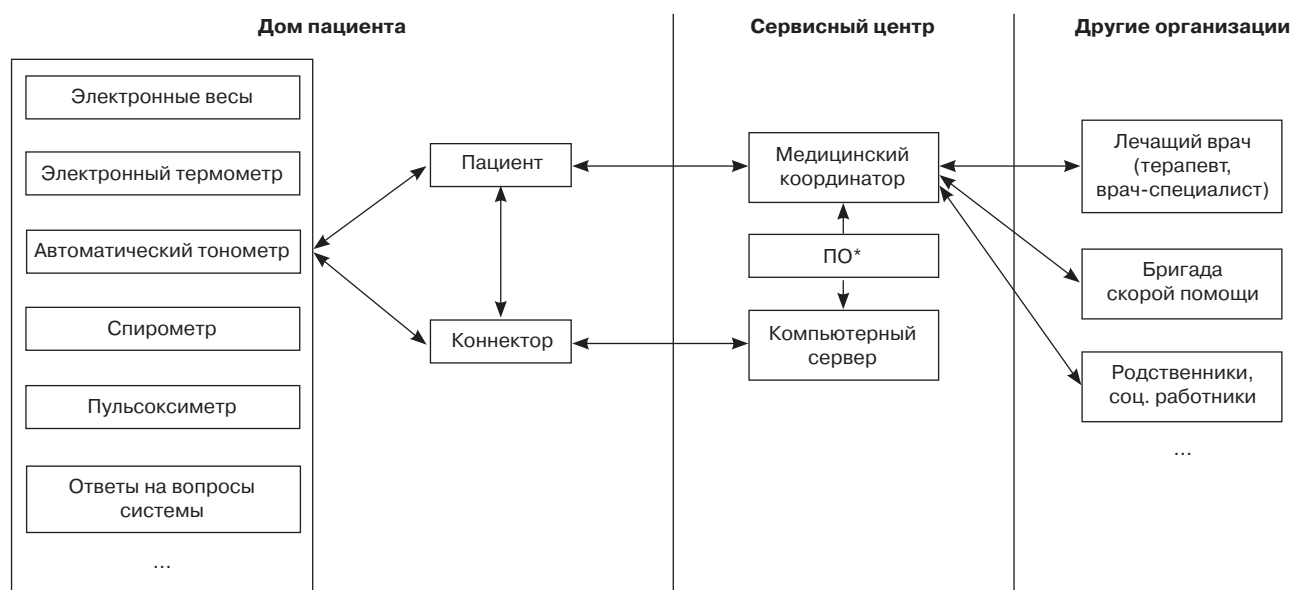 Дом пациента
Сервисный центр
Другие организации
Электронные весы
Электронный термометр
Автоматический тонометр
Спирометр
Пульсоксиметр
Ответы на вопросы
системы
...
Пациент
Коннектор
Медицинский
координатор
ПО*
Компьютерный
сервер
Лечащий врач
(терапевт,
врач-специалист)
Бригада
скорой помощи
Родственники,
соц. работники
...